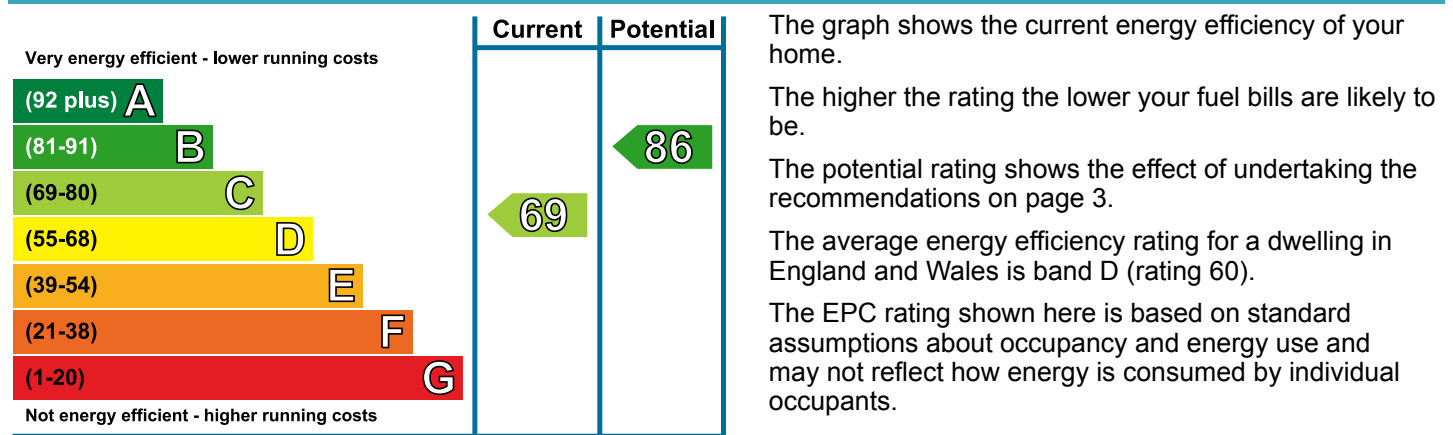 Current Potential
Very energy efficient - lower running costs
(92 plus) A
(81-91) B
86
(69-80) C
69
(55-68) D
(39-54) E
(21-38) F
(1-20) G
Not energy efficient - higher running costs
The graph shows the current energy efficiency of your
home.
The higher the rating the lower your fuel bills are likely to
be.
The potential rating shows the effect of undertaking the
recommendations on page 3.
The average energy efficiency rating for a dwelling in
England and Wales is band D (rating 60).
The EPC rating shown here is based on standard
assumptions about occupancy and energy use and
may not reflect how energy is consumed by individual
occupants.